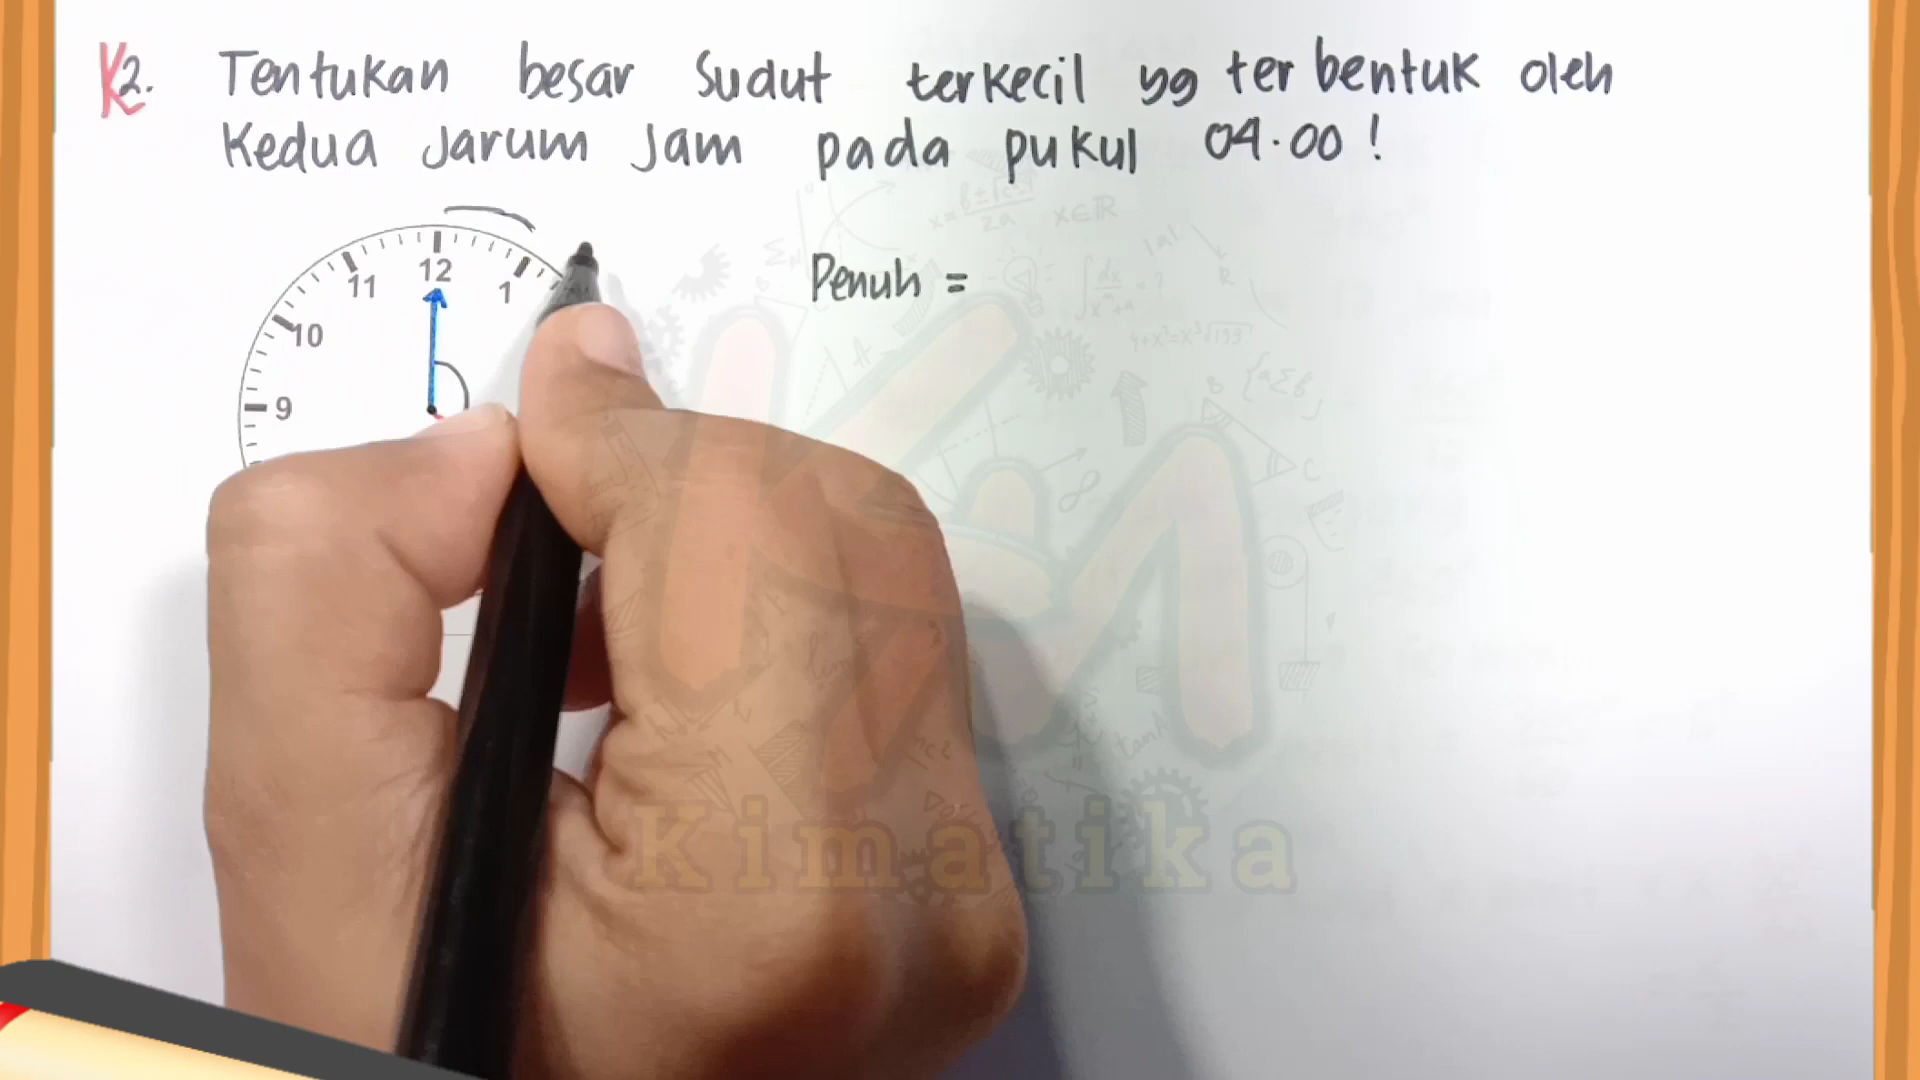 K2. Tentukan besar sudut terkecil yg terbentuk oleh
kedua jarum jam pada pukul 04.00 !
Penuh =
12
11
1
10
9
Kimatika